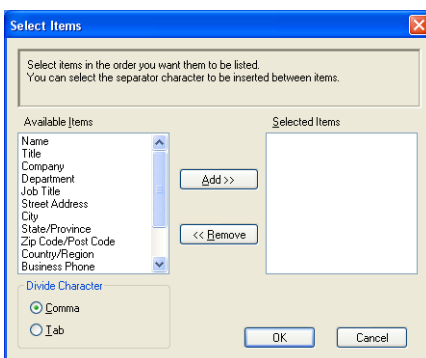 Select Items
Select items in the order you want them to be listed.
You can select the separator character to be inserted between items.
Available Items
Selected Items
Name
Title
Company
Department
Job Title
Street Address
City
State/Province
Zip Code/Post Code
Country/Region
Business Phone
Add >>
<< Remove
Divide Character
Comma
Tab
OK
Cancel